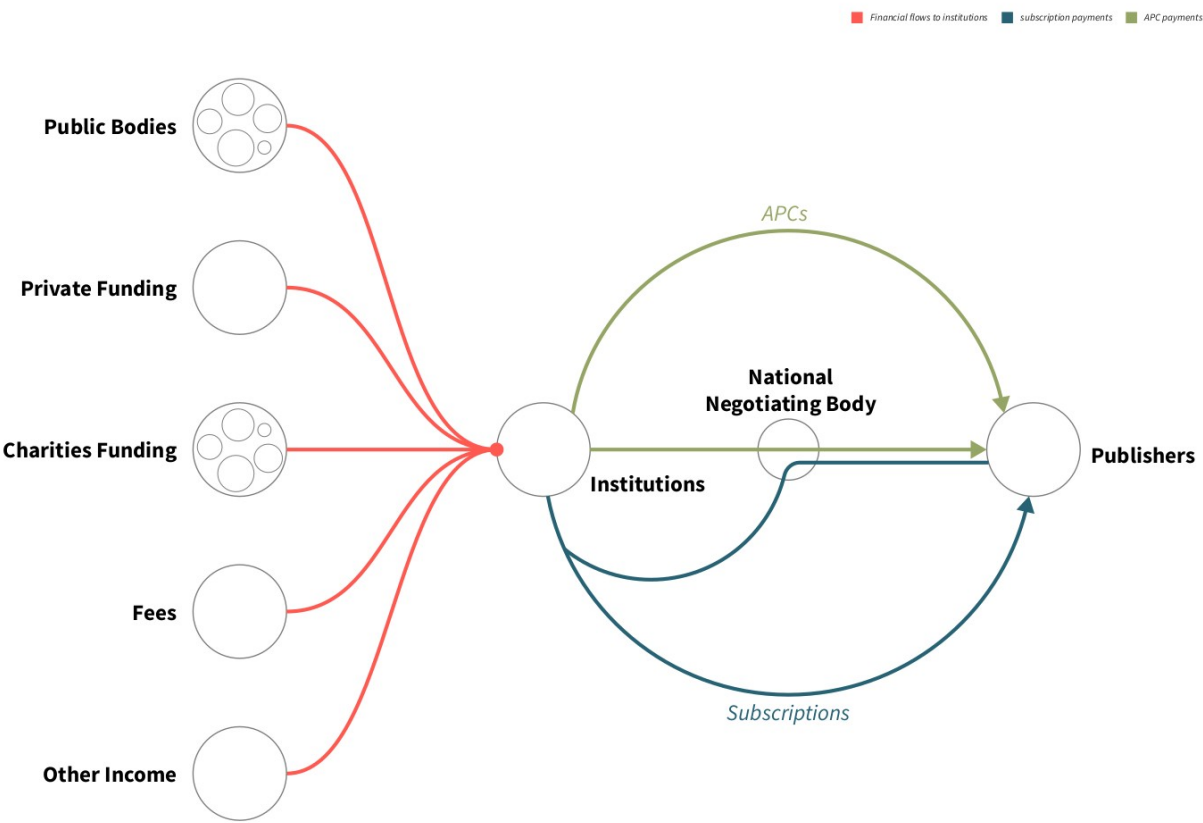 Financial flows to institutions
subscription payments
APC payments
Public Bodies
Private Funding
Charities Funding
Fees
Other Income
APCs
National
Negotiating Body
Institutions
Publishers
Subscriptions